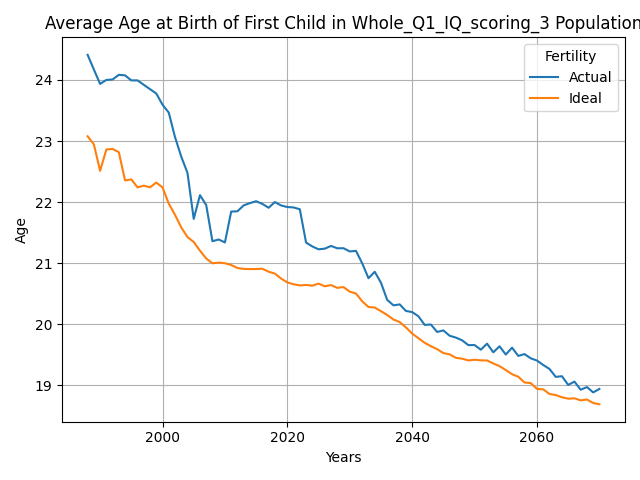 Average Age at Birth of First Child in Whole_Q1_IQ_scoring_3 Population
Fertility
Actual
Ideal
24
23
22
21
20
19
Age
2000 2020 2040 2060
Years